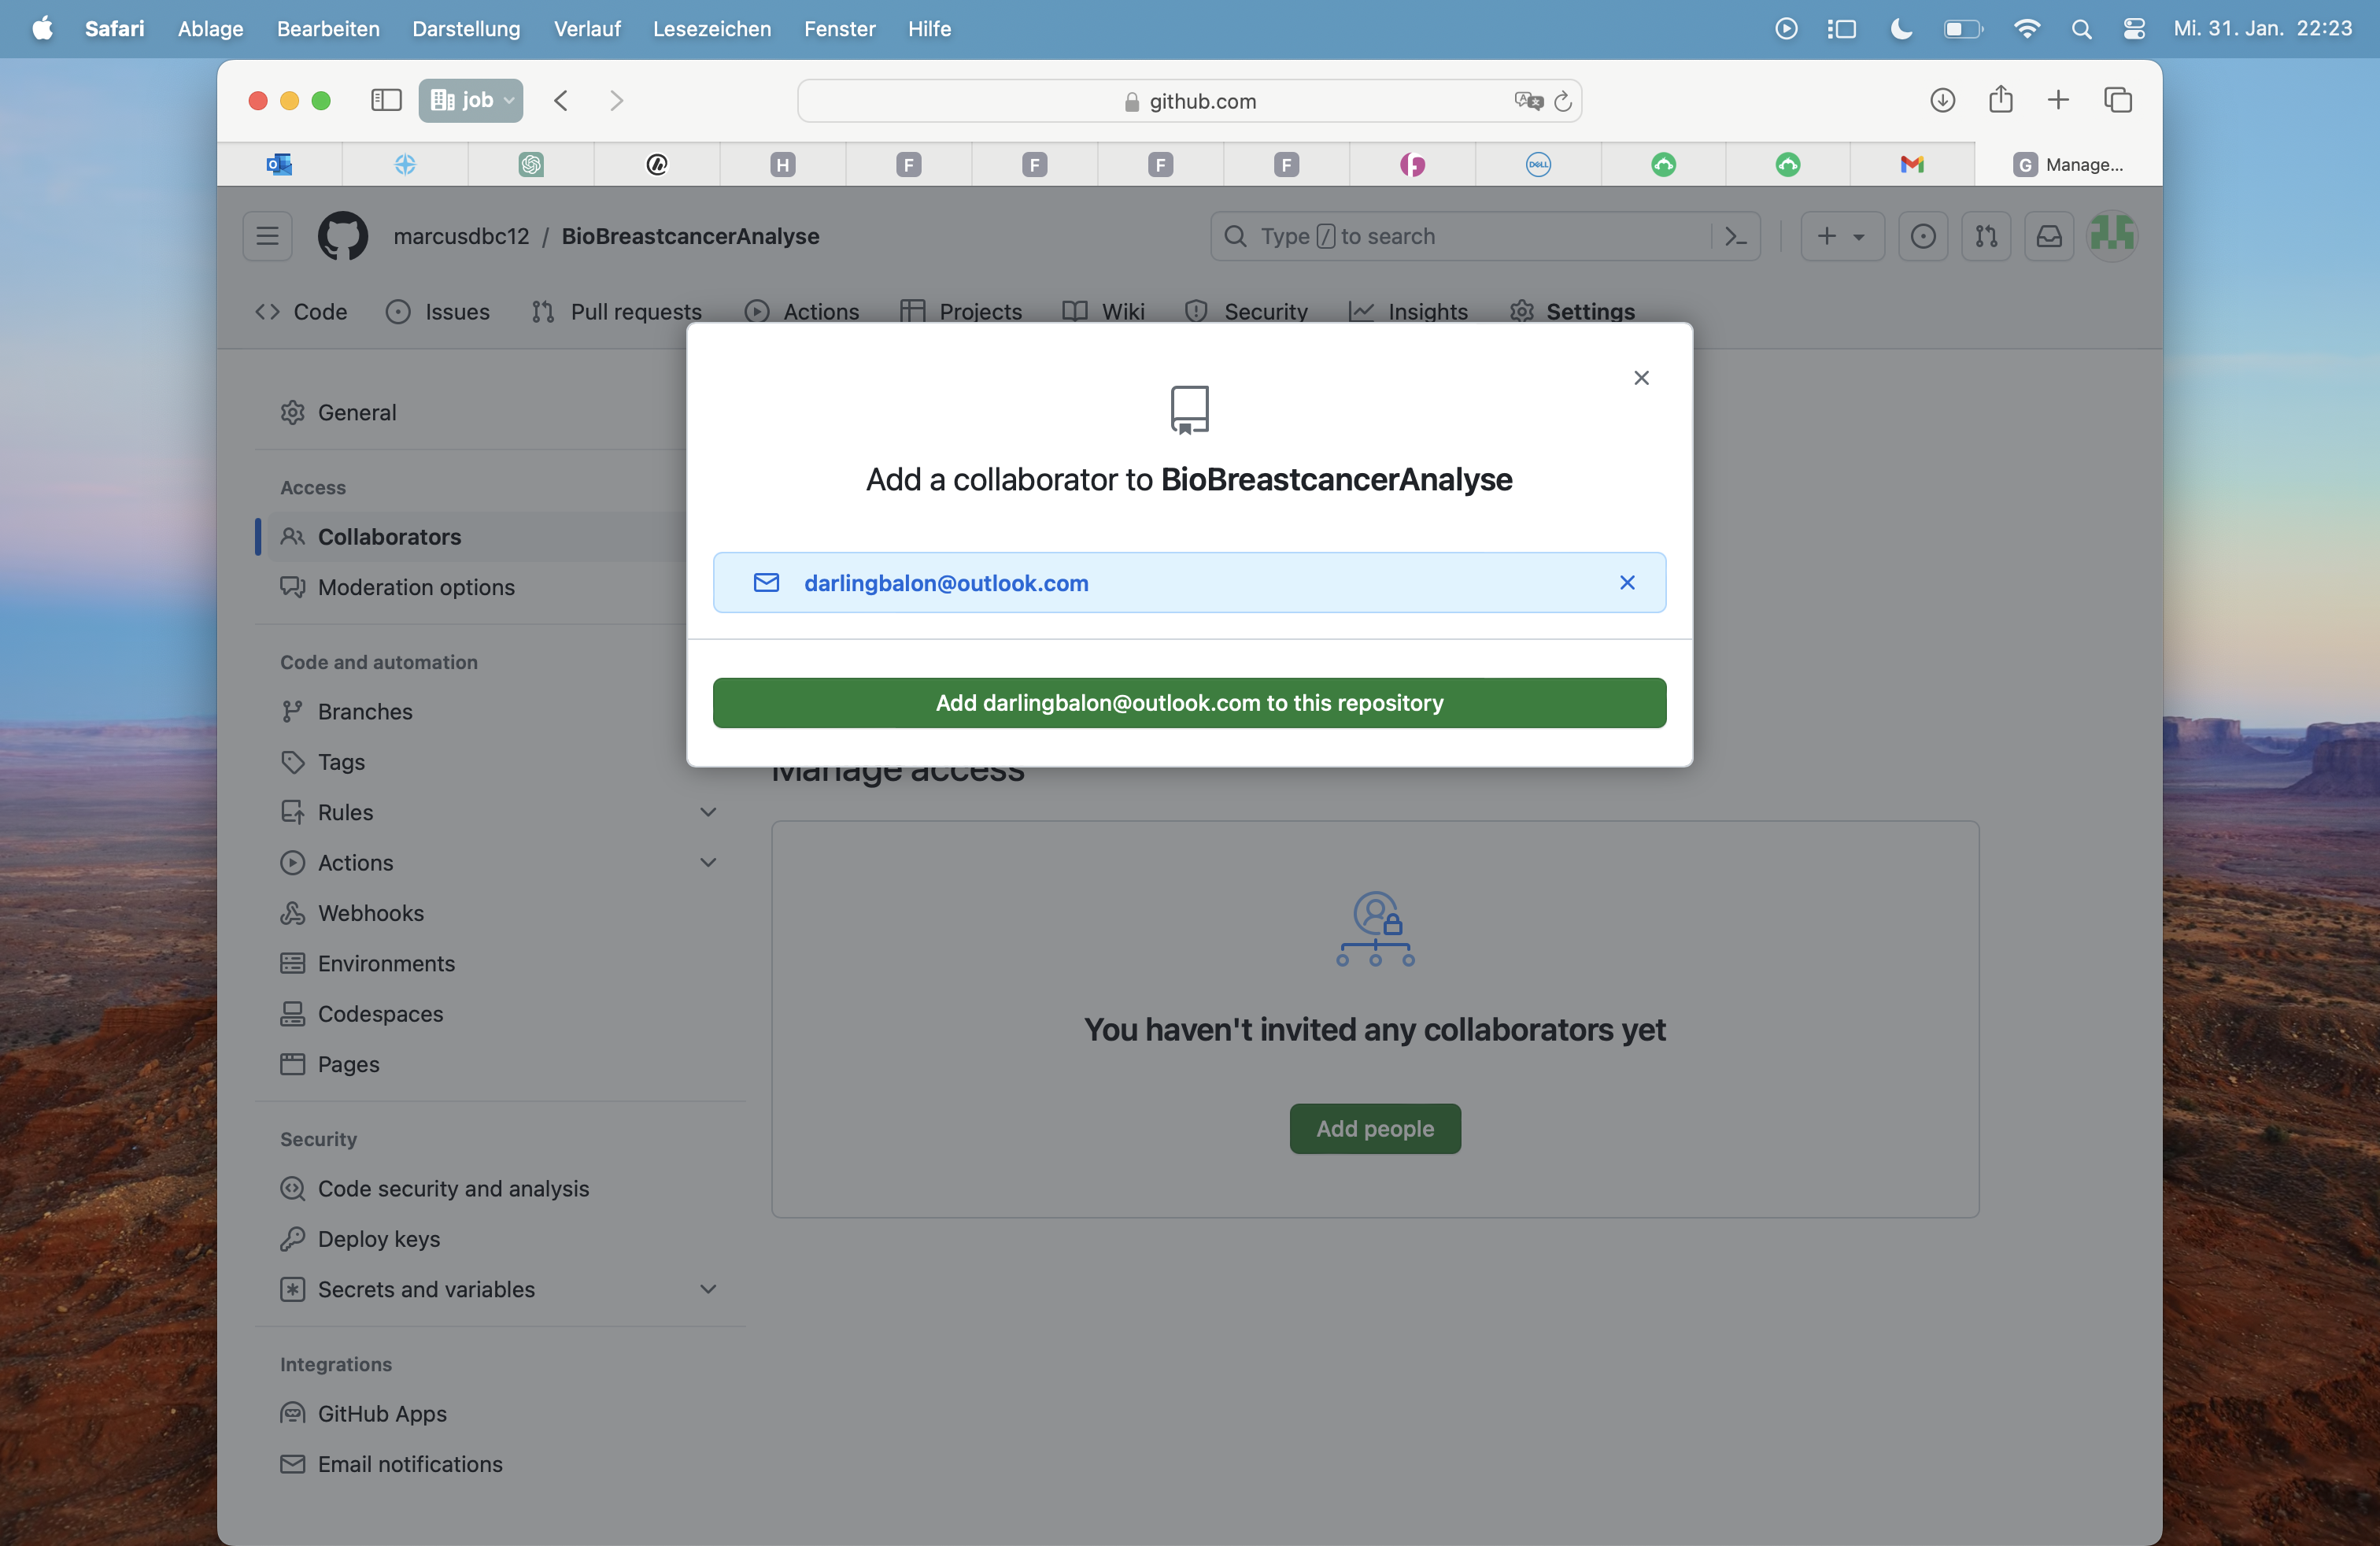 Safari Ablage Bearbeiten Darstellung Verlauf Lesezeichen Fenster Hilfe Mi. 31. Jan. 22:23
job github.com
H F F F F DELL G Manage...
marcusdbc12 / BioBreastcancerAnalyse Type / to search
Code Issues Pull requests Actions Projects Wiki Security Insights Settings
General
Access
Collaborators
Moderation options
Code and automation
Branches
Tags
Rules
Actions
Webhooks
Environments
Codespaces
Pages
Security
Code security and analysis
Deploy keys
Secrets and variables
Integrations
GitHub Apps
Email notifications
Add a collaborator to BioBreastcancerAnalyse
darlingbalon@outlook.com
Add darlingbalon@outlook.com to this repository
Manage access
You haven't invited any collaborators yet
Add people